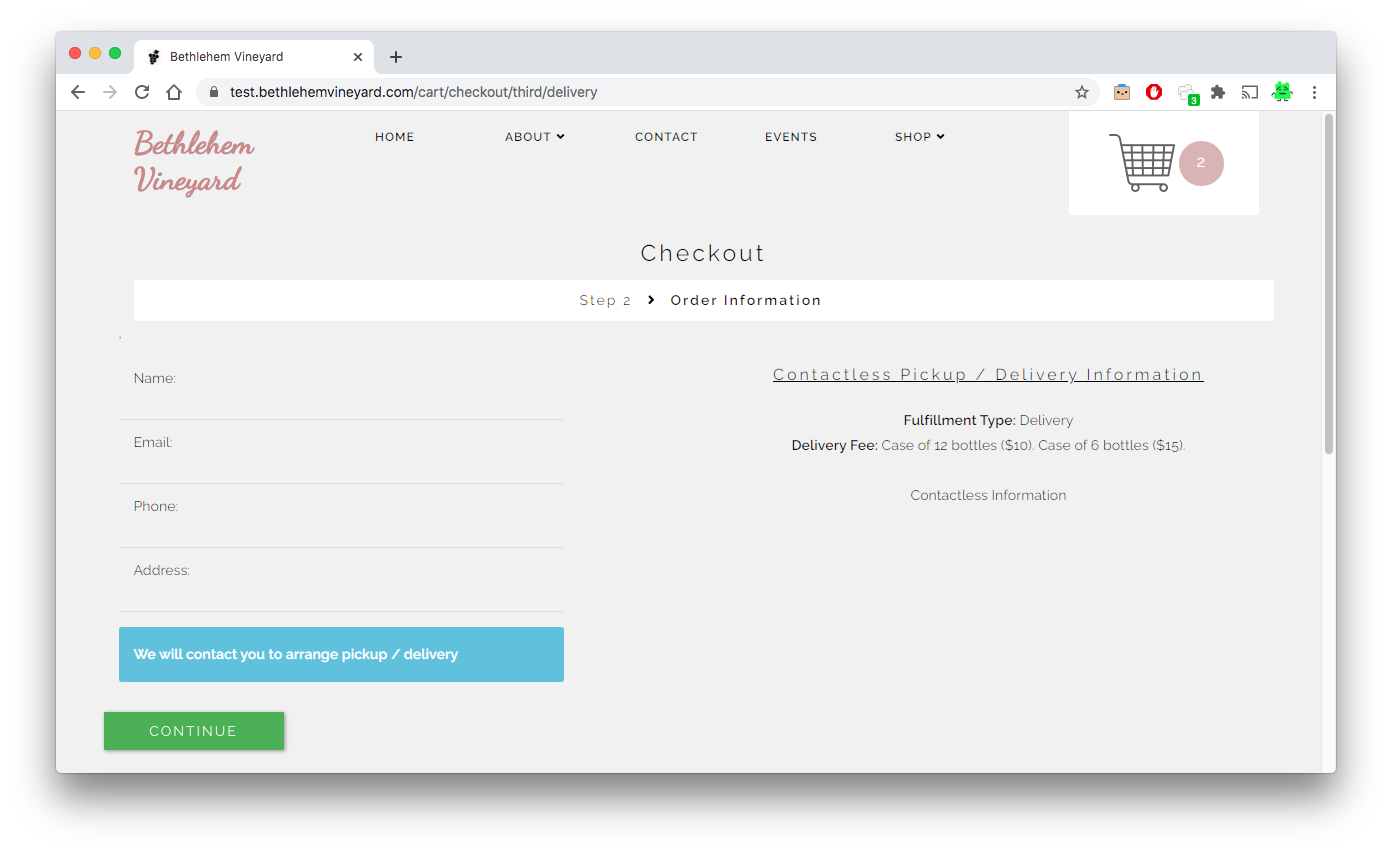 Bethlehem Vineyard
test.bethlehemvineyard.com/cart/checkout/third/delivery
3
Bethlehem
Vineyard
HOME
ABOUT
CONTACT
EVENTS
SHOP
2
Checkout
Step 2 Order Information
Name:
Email:
Phone:
Address:
We will contact you to arrange pickup / delivery
CONTINUE
Contactless Pickup / Delivery Information
Fulfillment Type: Delivery
Delivery Fee: Case of 12 bottles ($10). Case of 6 bottles ($15).
Contactless Information